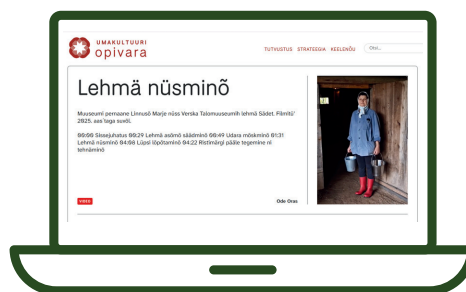 UMAKULTUURI
opivara
TUTVUSTUS STRATEEGIA KEELENÕU
Otsi...
Lehmä nüsminõ
Muuseumi pernaane Linnusõ Marje nüss Verska Talomuuseumih lehmä Sädet. Filmitü'
2025. aas'taga suvõl.
00:00 Sissejuhatus 00:29 Lehmä asõmõ säädminõ 00:49 Udara mõskminõ 01:31
Lehmä nüsminõ 04:08 Lüpsi lõpõtaminõ 04:22 Ristimärgi pääle tegemine ni
tehnäminõ
VIDEO
Ode Oras